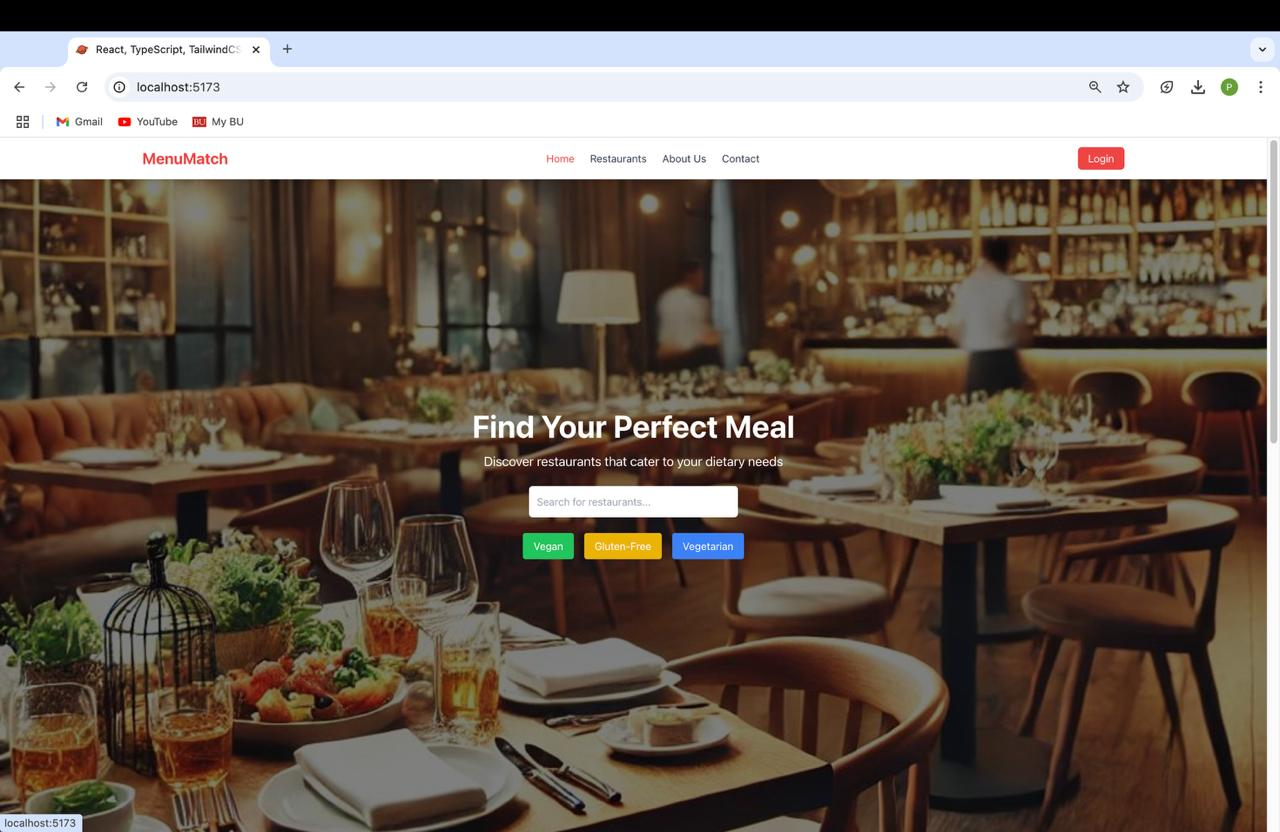 React, TypeScript, TailwindCS
localhost:5173
P
Gmail
YouTube
BU My BU
MenuMatch
Home Restaurants About Us Contact
Login
Find Your Perfect Meal
Discover restaurants that cater to your dietary needs
Search for restaurants...
Vegan Gluten-Free Vegetarian
localhost:5173